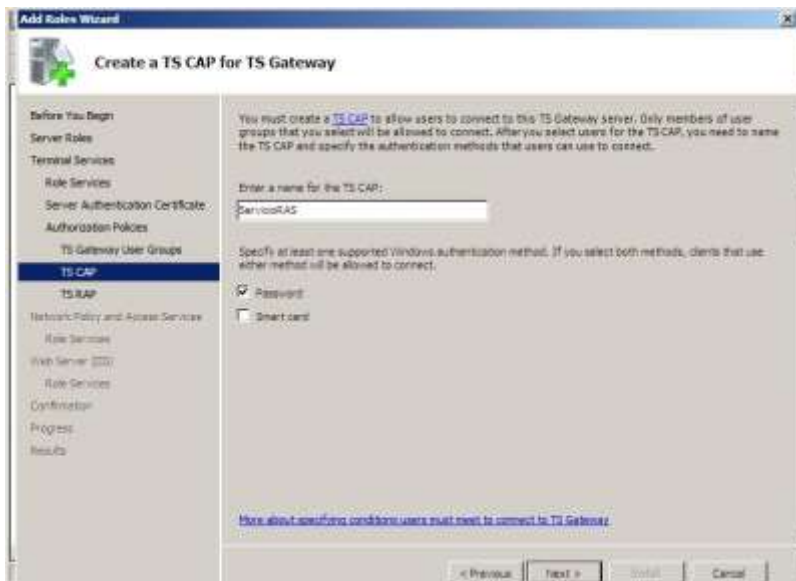 Add Roles Wizard
Create a TS CAP for TS Gateway
Before You Begin
Server Roles
Terminal Services
Role Services
Server Authentication Certificate
Authorization Policies
TS Gateway User Groups
TS CAP
TS RAP
Network Policy and Access Services
Role Services
Web Server (IIS)
Role Services
Confirmation
Progress
Results
You must create a TS CAP to allow users to connect to this TS Gateway server. Only members of user
groups that you select will be allowed to connect. After you select users for the TS CAP, you need to name
the TS CAP and specify the authentication methods that users can use to connect.
Enter a name for the TS CAP:
ServicioRAS
Specify at least one supported Windows authentication method. If you select both methods, clients that use
either method will be allowed to connect.
Password
Smart card
More about specifying conditions users must meet to connect to TS Gateway
< Previous
Next >
Install
Cancel